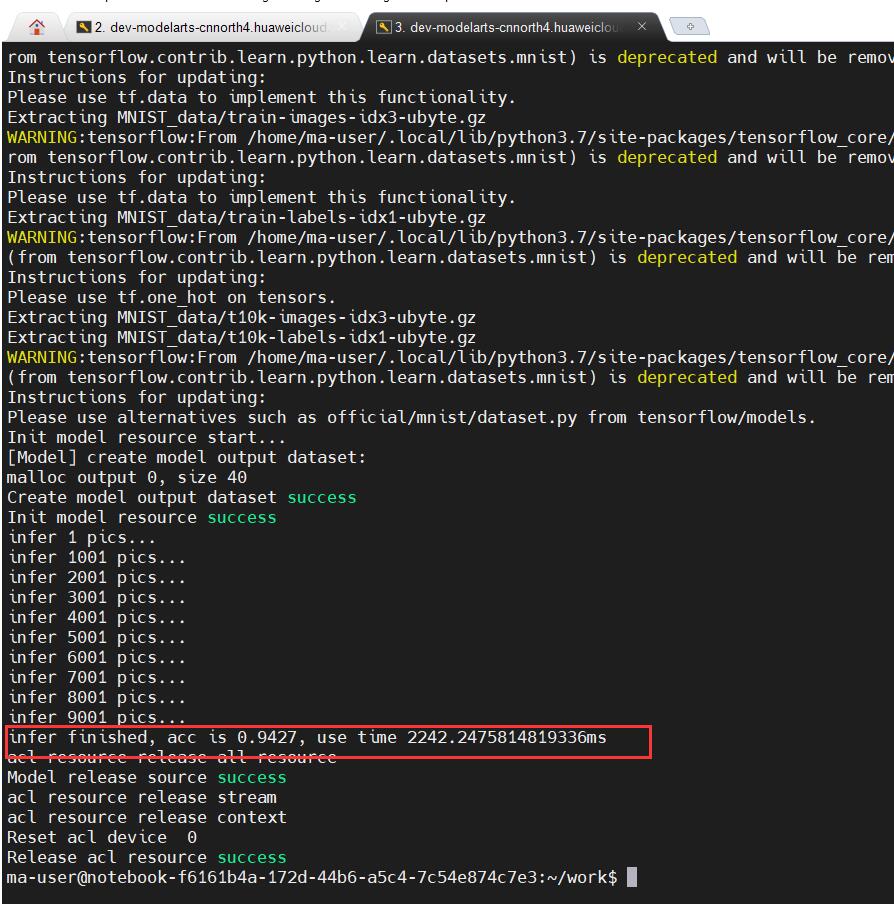 2. dev-modelarts-cnnorth4.huaweicloud
3. dev-modelarts-cnnorth4.huaweiclou
rom tensorflow.contrib.learn.python.learn.datasets.mnist) is deprecated and will be remov
Instructions for updating:
Please use tf.data to implement this functionality.
Extracting MNIST_data/train-images-idx3-ubyte.gz
WARNING:tensorflow:From /home/ma-user/.local/lib/python3.7/site-packages/tensorflow_core/
rom tensorflow.contrib.learn.python.learn.datasets.mnist) is deprecated and will be remov
Instructions for updating:
Please use tf.data to implement this functionality.
Extracting MNIST_data/train-labels-idx1-ubyte.gz
WARNING:tensorflow:From /home/ma-user/.local/lib/python3.7/site-packages/tensorflow_core/
(from tensorflow.contrib.learn.python.learn.datasets.mnist) is deprecated and will be rem
Instructions for updating:
Please use tf.one_hot on tensors.
Extracting MNIST_data/t10k-images-idx3-ubyte.gz
Extracting MNIST_data/t10k-labels-idx1-ubyte.gz
WARNING:tensorflow:From /home/ma-user/.local/lib/python3.7/site-packages/tensorflow_core/
(from tensorflow.contrib.learn.python.learn.datasets.mnist) is deprecated and will be rem
Instructions for updating:
Please use alternatives such as official/mnist/dataset.py from tensorflow/models.
Init model resource start...
[Model] create model output dataset:
malloc output 0, size 40
Create model output dataset success
Init model resource success
infer 1 pics...
infer 1001 pics...
infer 2001 pics...
infer 3001 pics...
infer 4001 pics...
infer 5001 pics...
infer 6001 pics...
infer 7001 pics...
infer 8001 pics...
infer 9001 pics...
infer finished, acc is 0.9427, use time 2242.2475814819336ms
acl resource release all resource
Model release source success
acl resource release stream
acl resource release context
Reset acl device  0
Release acl resource success
ma-user@notebook-f6161b4a-172d-44b6-a5c4-7c54e874c7e3:~/work$